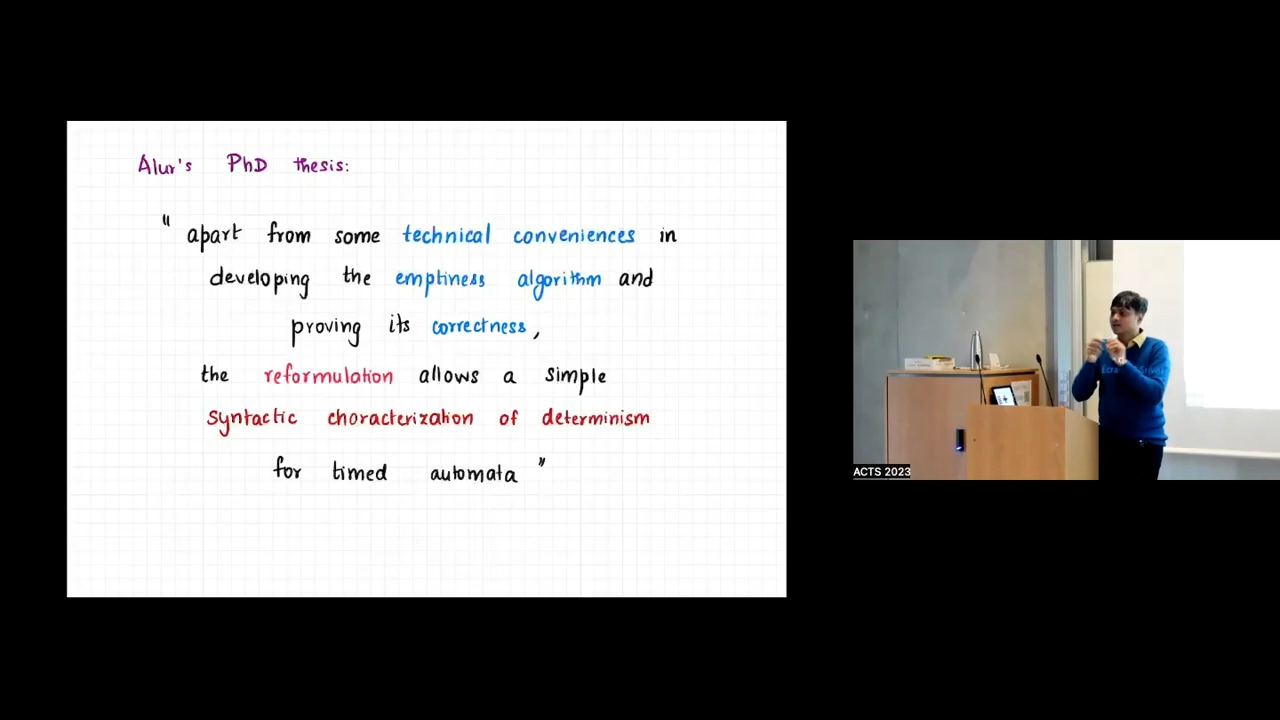 Alur's PhD thesis:
" apart from some technical conveniences in
developing the emptiness algorithm and
proving its correctness,
the reformulation allows a simple
syntactic choracterization of determinism
for timed automata "
ACTS 2023